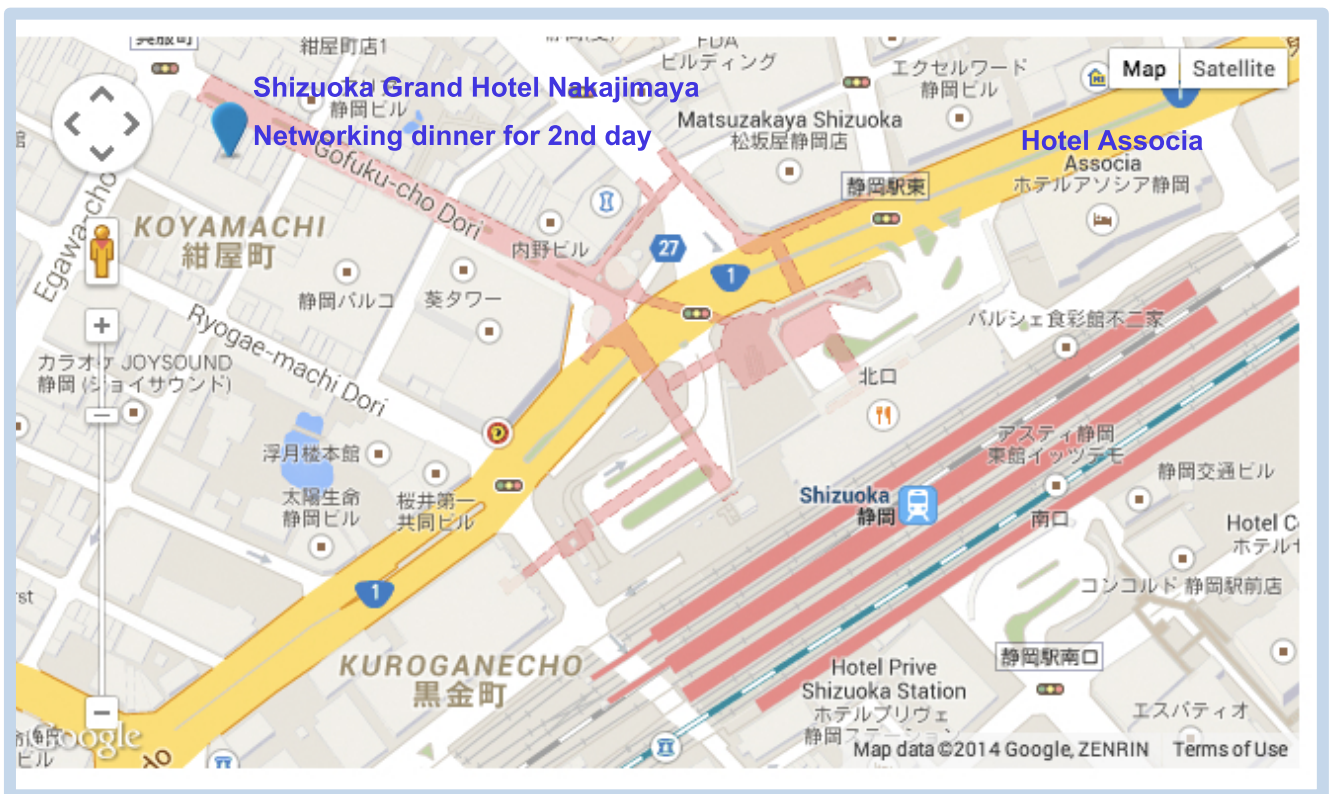 呉服町
紺屋町店1
FDA
ビルディング
エクセルワード
静岡ビル
Map
Satellite
1
Shizuoka Grand Hotel Nakajimaya
静岡ビル
Networking dinner for 2nd day
Matsuzakaya Shizuoka
松坂屋静岡店
Hotel Associa
Associa
ホテルアソシア静岡
静岡駅東
Gofuku-cho Dori
Egawa-cho
KOYAMACHI
紺屋町
内野ビル
27
1
静岡パルコ
葵タワー
Ryogae-machi Dori
パルシェ食彩館不二家
カラオケ JOYSOUND
静岡 (ジョイサウンド)
北口
浮月楼本館
アスティ静岡
東館イッツデモ
静岡交通ビル
太陽生命
静岡ビル
桜井第一
共同ビル
Shizuoka
静岡
南口
Hotel C
ホテル
コンコルド 静岡駅前店
rst
1
KUROGANECHO
黒金町
静岡駅南口
Hotel Prive
Shizuoka Station
ホテルプリヴェ
静岡ステーション
エスパティオ
Google
ビル
do
Map data ©2014 Google, ZENRIN
Terms of Use